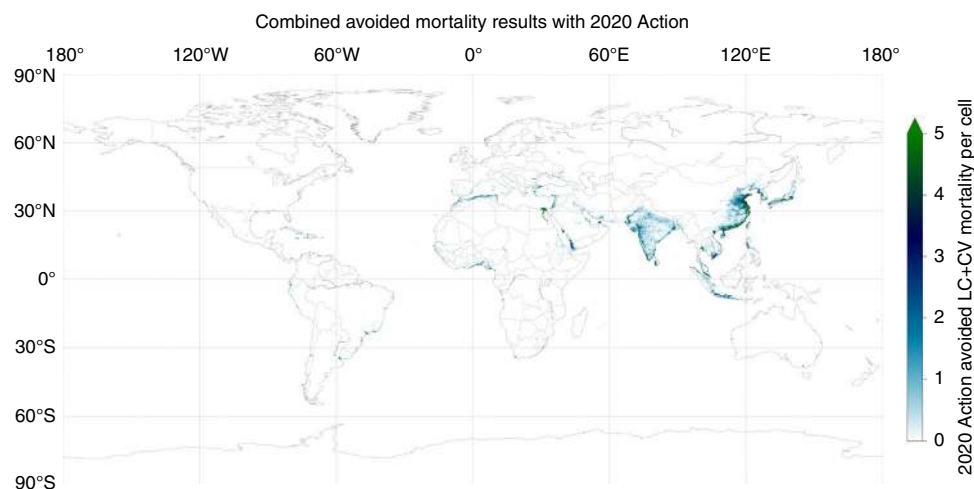 Combined avoided mortality results with 2020 Action
180° 120°W 60°W 0° 60°E 120°E 180°
90°N
60°N
30°N
0°
30°S
60°S
90°S
5
4
3
2
1
0
2020 Action avoided LC+CV mortality per cell